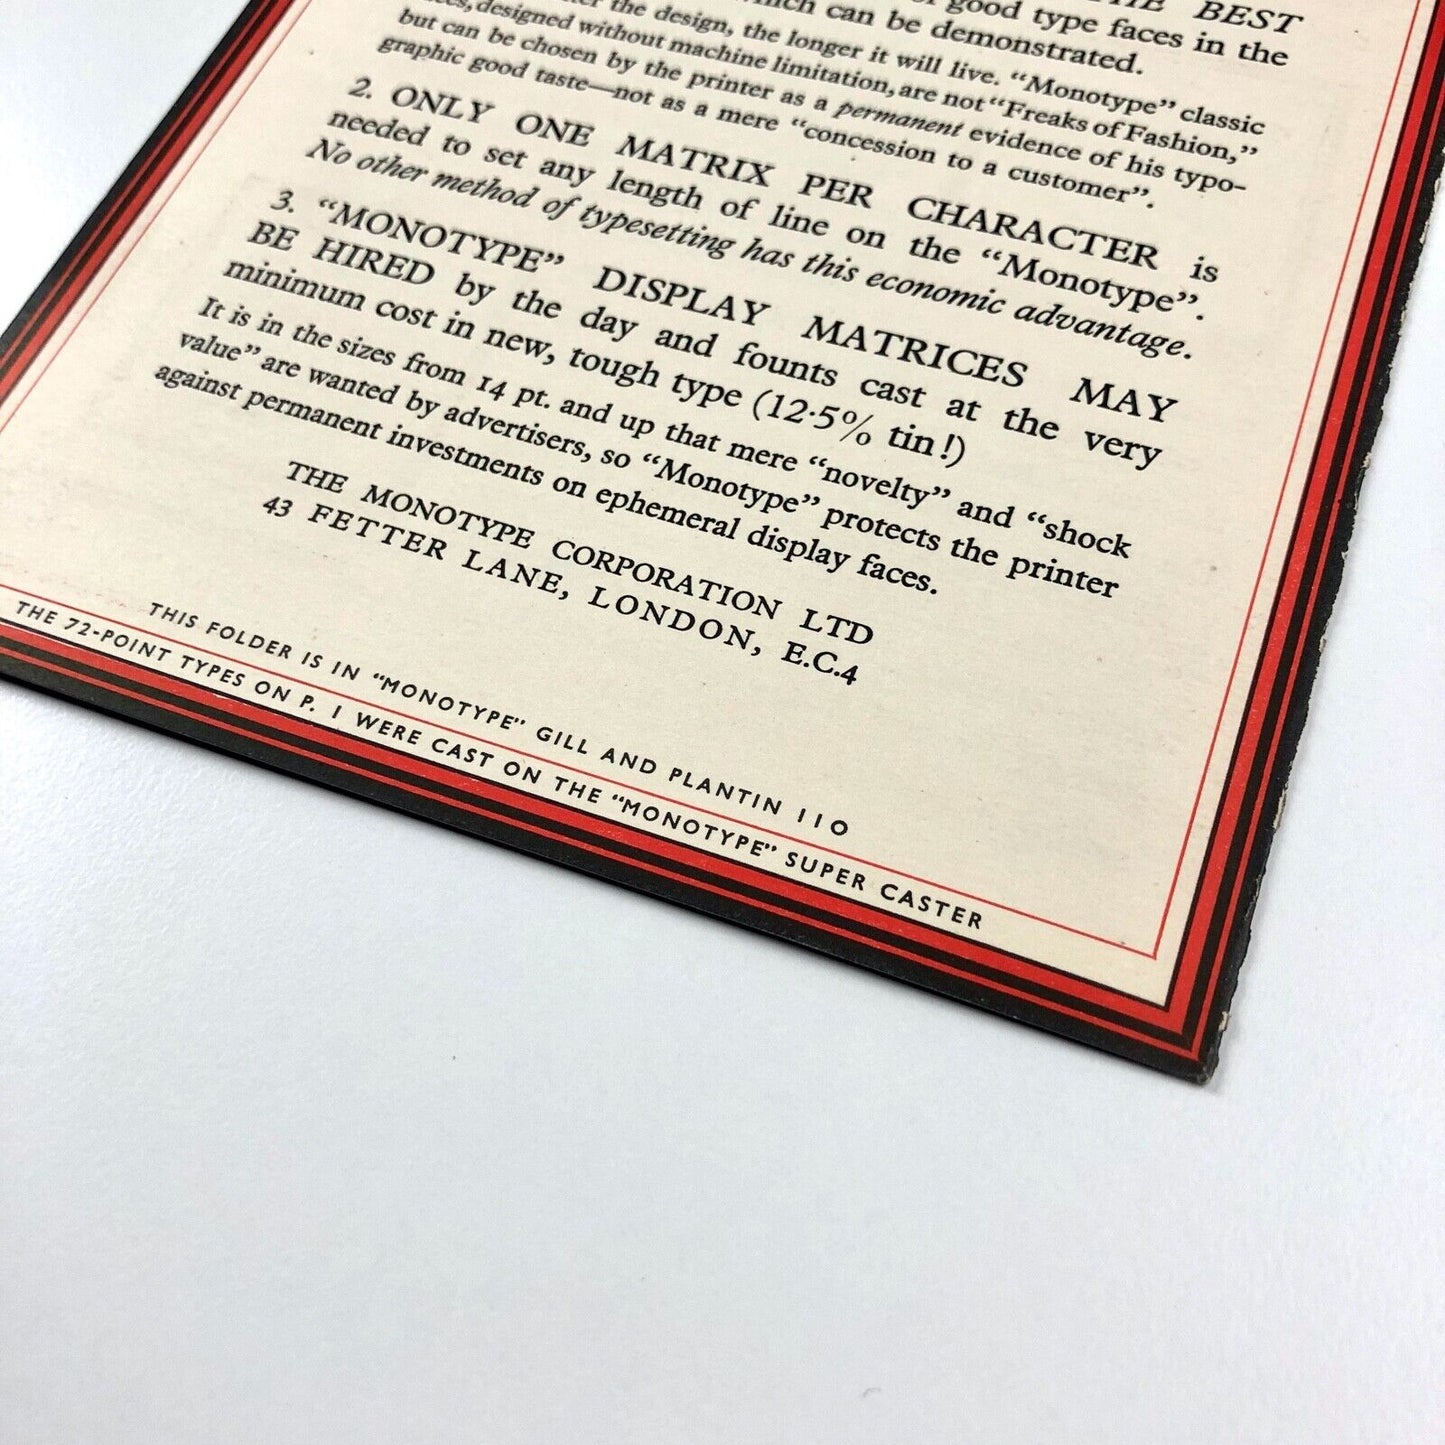 THE BEST
of good type faces in the
which can be demonstrated.
the design, the longer it will live. “Monotype” classic
designed without machine limitation, are not “Freaks of Fashion,”
but can be chosen by the printer as a permanent evidence of his typo-
graphic good taste—not as a mere “concession to a customer”.
2. ONLY ONE MATRIX PER CHARACTER is
needed to set any length of line on the “Monotype”.
No other method of typesetting has this economic advantage.
3. “MONOTYPE” DISPLAY MATRICES MAY
BE HIRED by the day and founts cast at the very
minimum cost in new, tough type (12·5% tin!)
It is in the sizes from 14 pt. and up that mere “novelty” and “shock
value” are wanted by advertisers, so “Monotype” protects the printer
against permanent investments on ephemeral display faces.
THE MONOTYPE CORPORATION LTD
43 FETTER LANE, LONDON, E.C.4
THIS FOLDER IS IN “MONOTYPE” GILL AND PLANTIN 110
THE 72-POINT TYPES ON P. 1 WERE CAST ON THE “MONOTYPE” SUPER CASTER